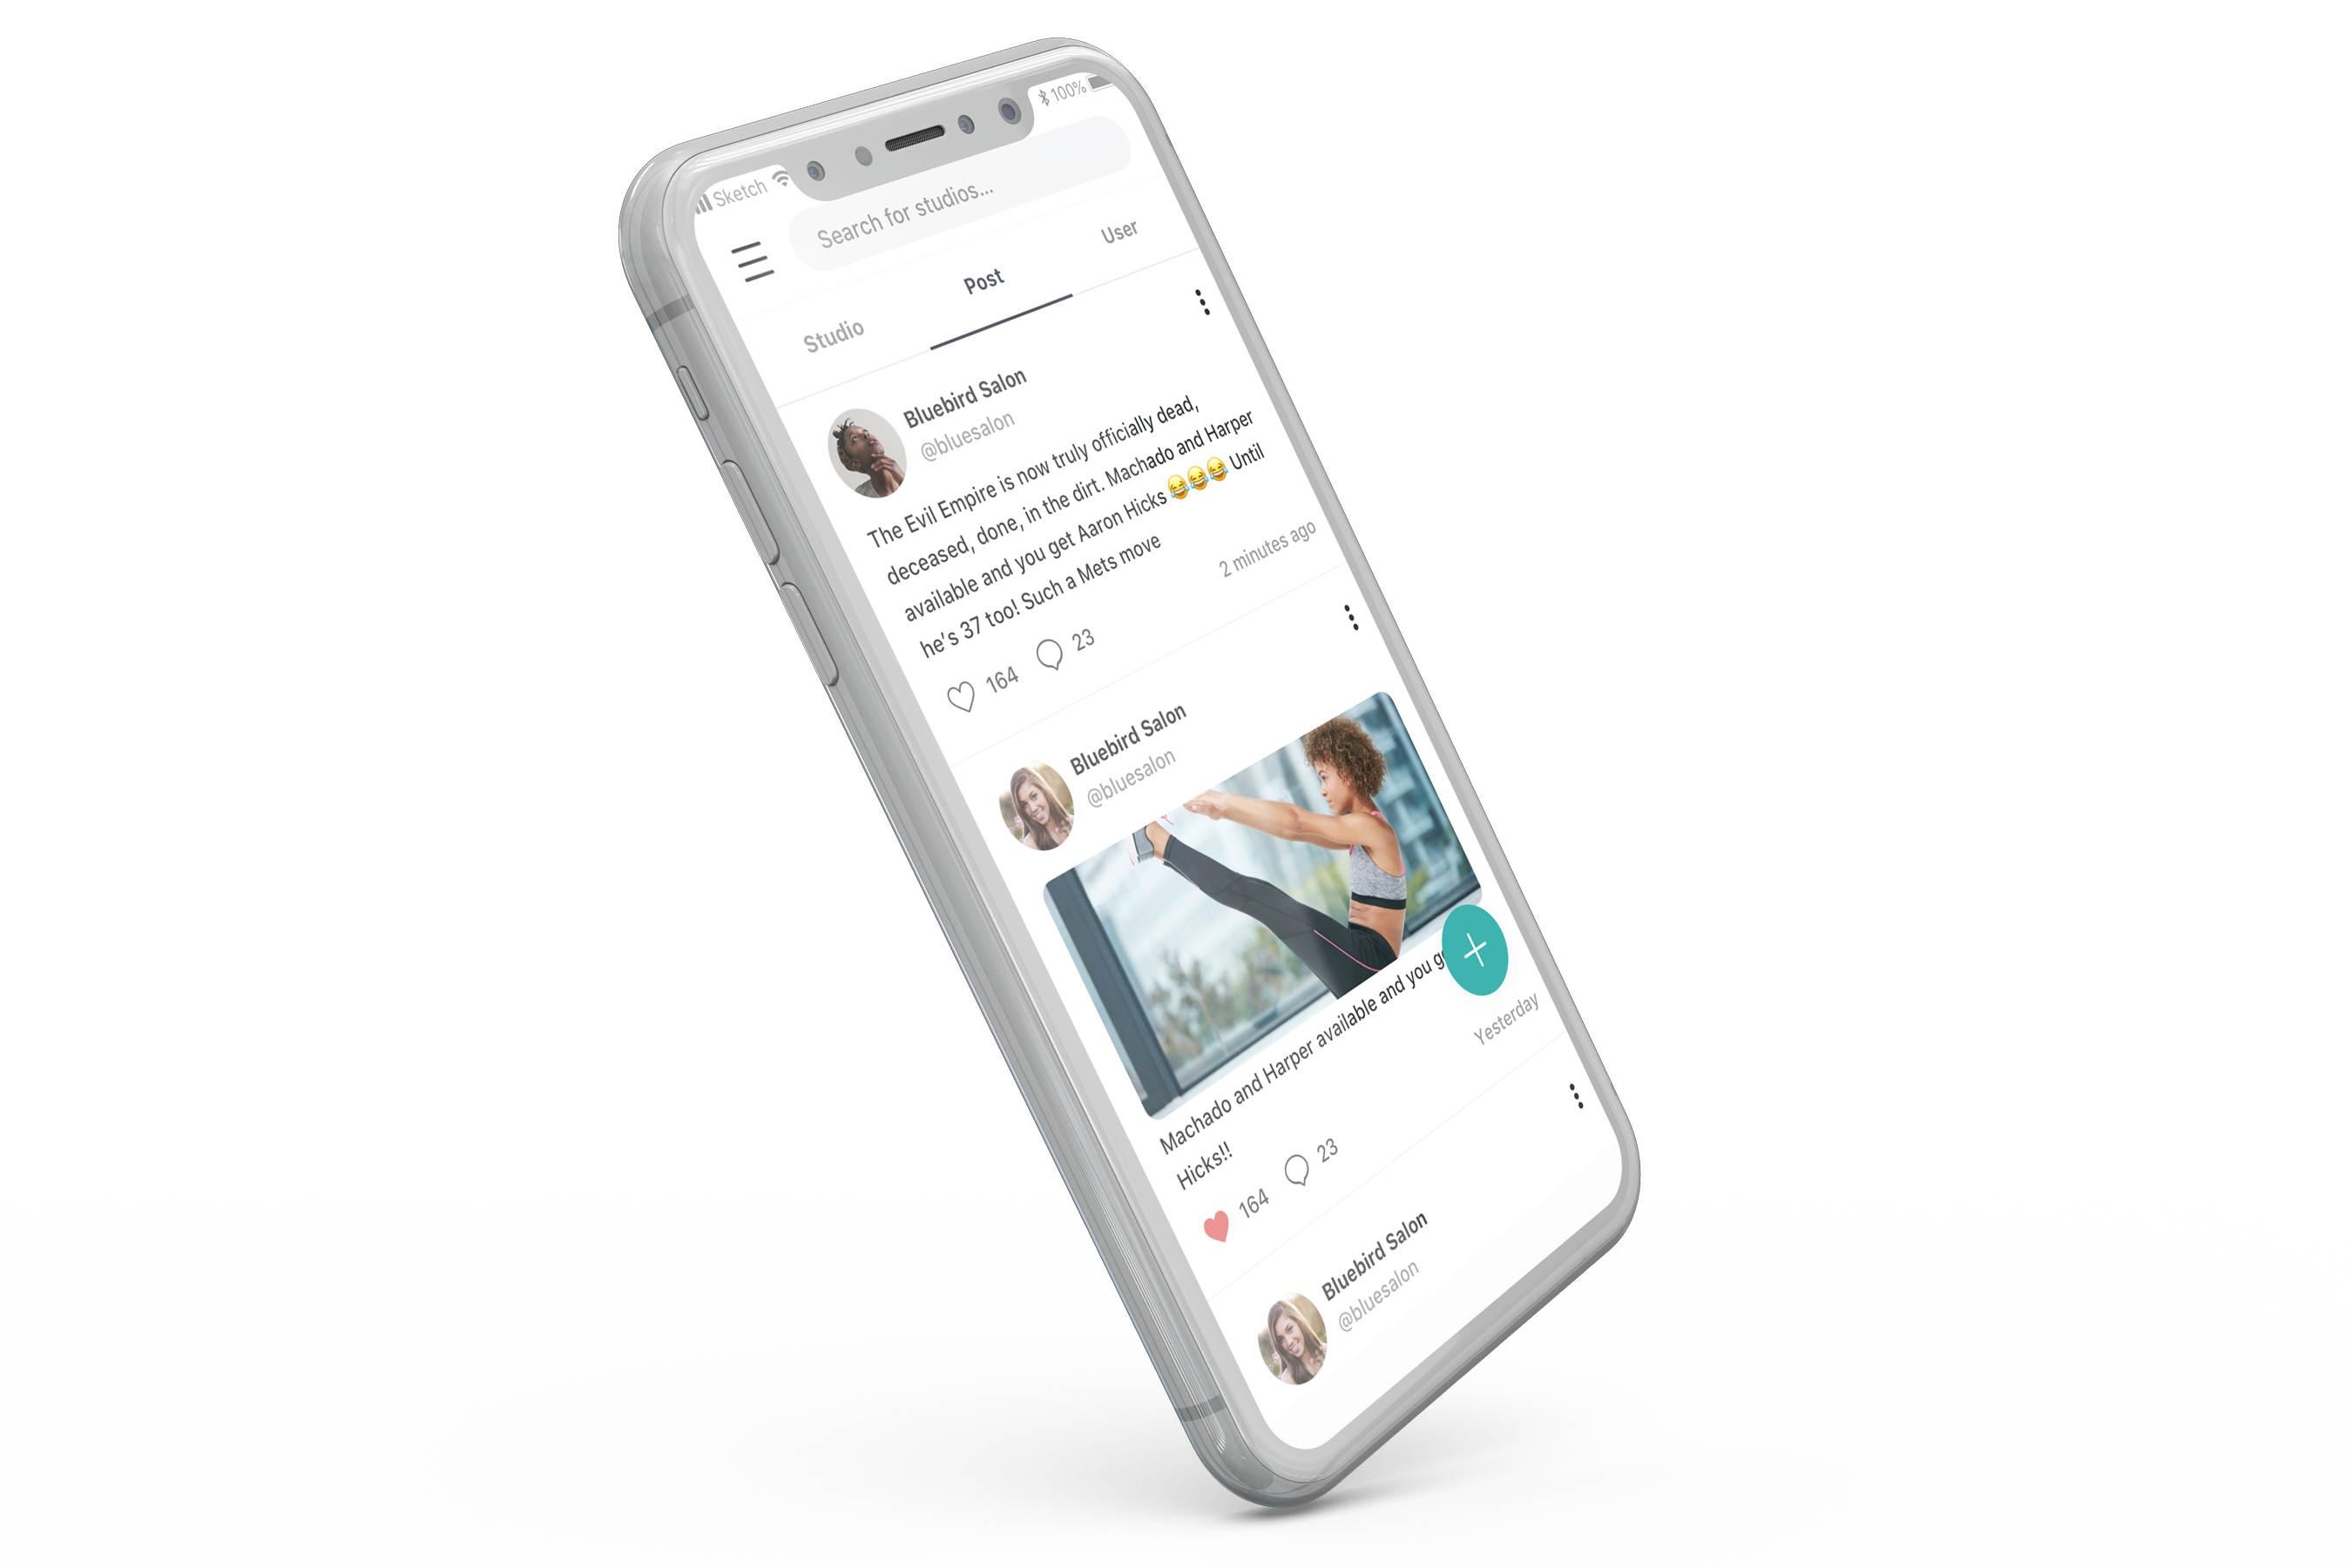 Sketch
100%
Search for studios...
Studio
Post
User
Bluebird Salon
@bluesalon
The Evil Empire is now truly officially dead,
deceased, done, in the dirt. Machado and Harper
available and you get Aaron Hicks 😂😂😂 Until
he's 37 too! Such a Mets move
2 minutes ago
164
23
Bluebird Salon
@bluesalon
Machado and Harper available and you
Hicks!!
Yesterday
164
23
Bluebird Salon
@bluesalon